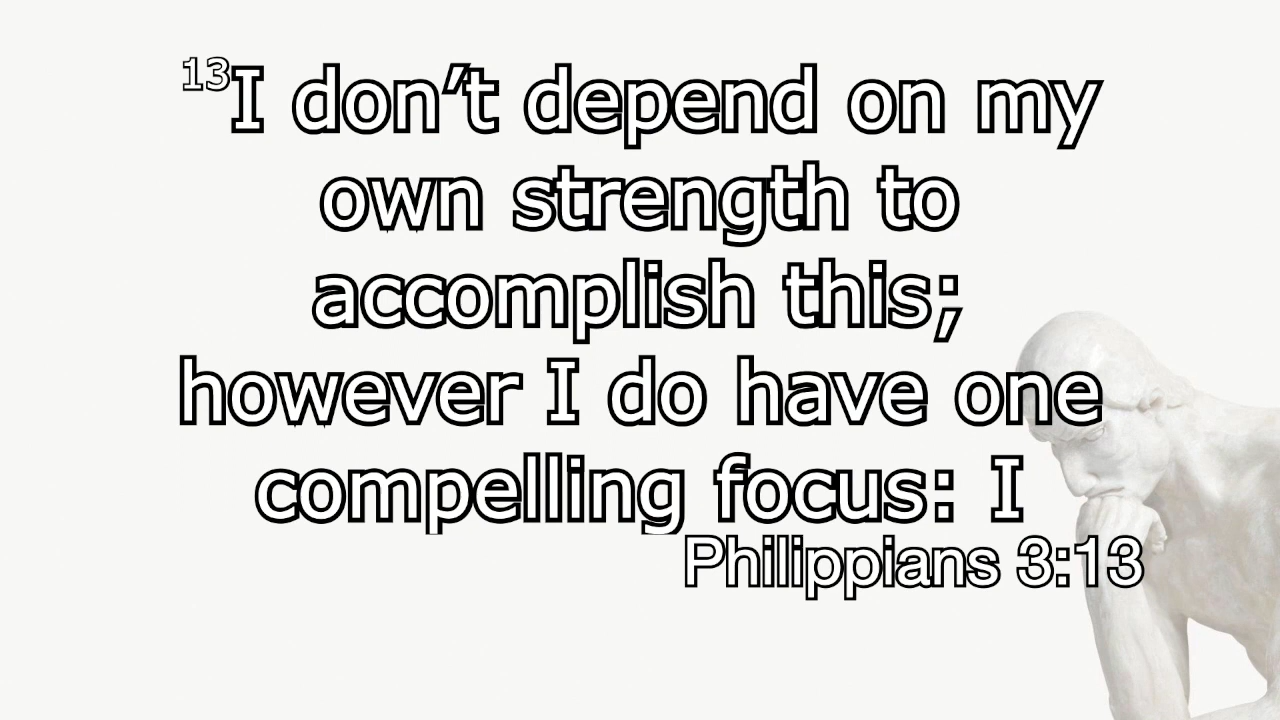 13I don’t depend on my
own strength to
accomplish this;
however I do have one
compelling focus: I
Philippians 3:13